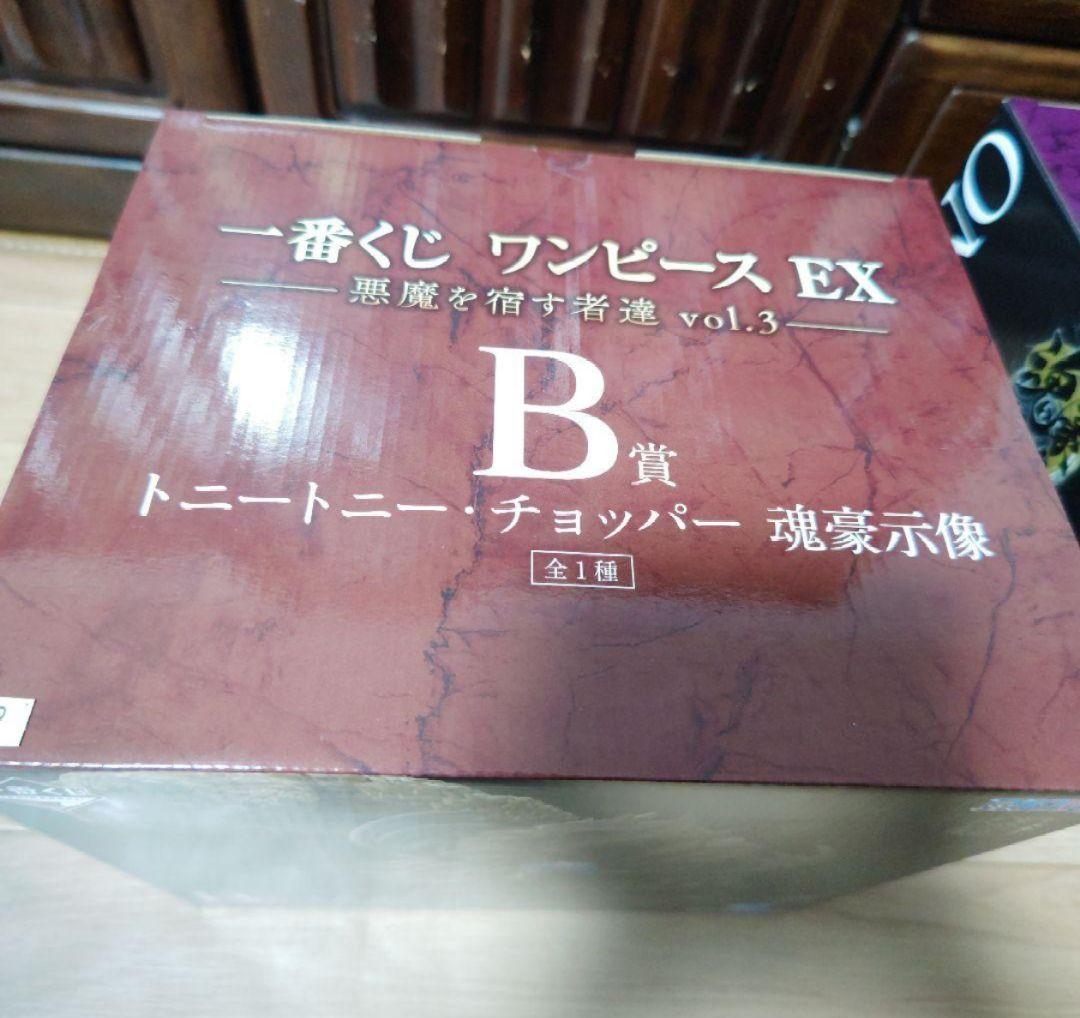 一番くじ ワンピース EX
悪魔を宿す者達 vol.3
B賞
トニートニー・チョッパー 魂豪示像
全1種